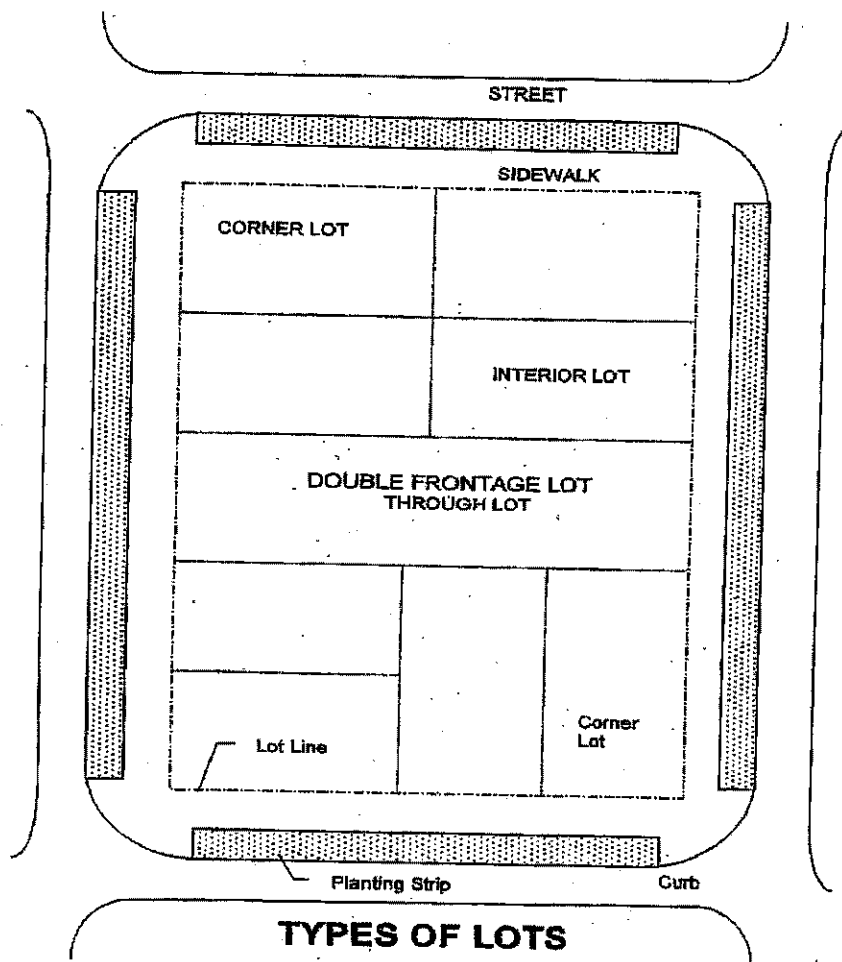 STREET
SIDEWALK
CORNER LOT
INTERIOR LOT
DOUBLE FRONTAGE LOT
THROUGH LOT
Corner
Lot
Lot Line
Planting Strip
Curb
TYPES OF LOTS